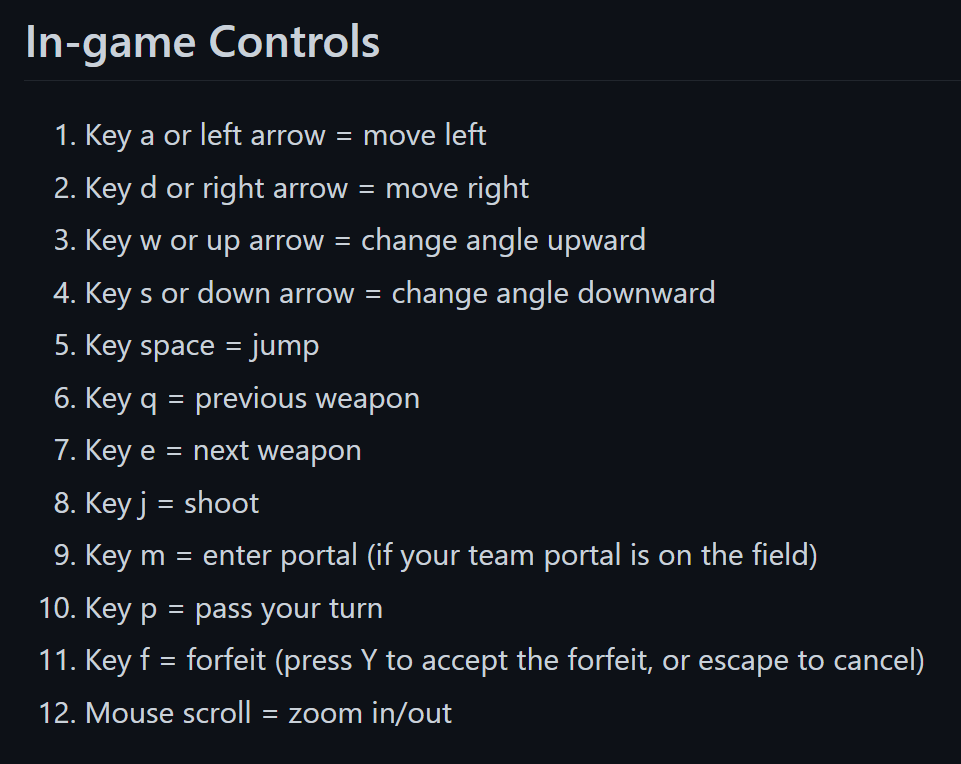 In-game Controls
1. Key a or left arrow = move left
2. Key d or right arrow = move right
3. Key w or up arrow = change angle upward
4. Key s or down arrow = change angle downward
5. Key space = jump
6. Key q = previous weapon
7. Key e = next weapon
8. Key j = shoot
9. Key m = enter portal (if your team portal is on the field)
10. Key p = pass your turn
11. Key f = forfeit (press Y to accept the forfeit, or escape to cancel)
12. Mouse scroll = zoom in/out